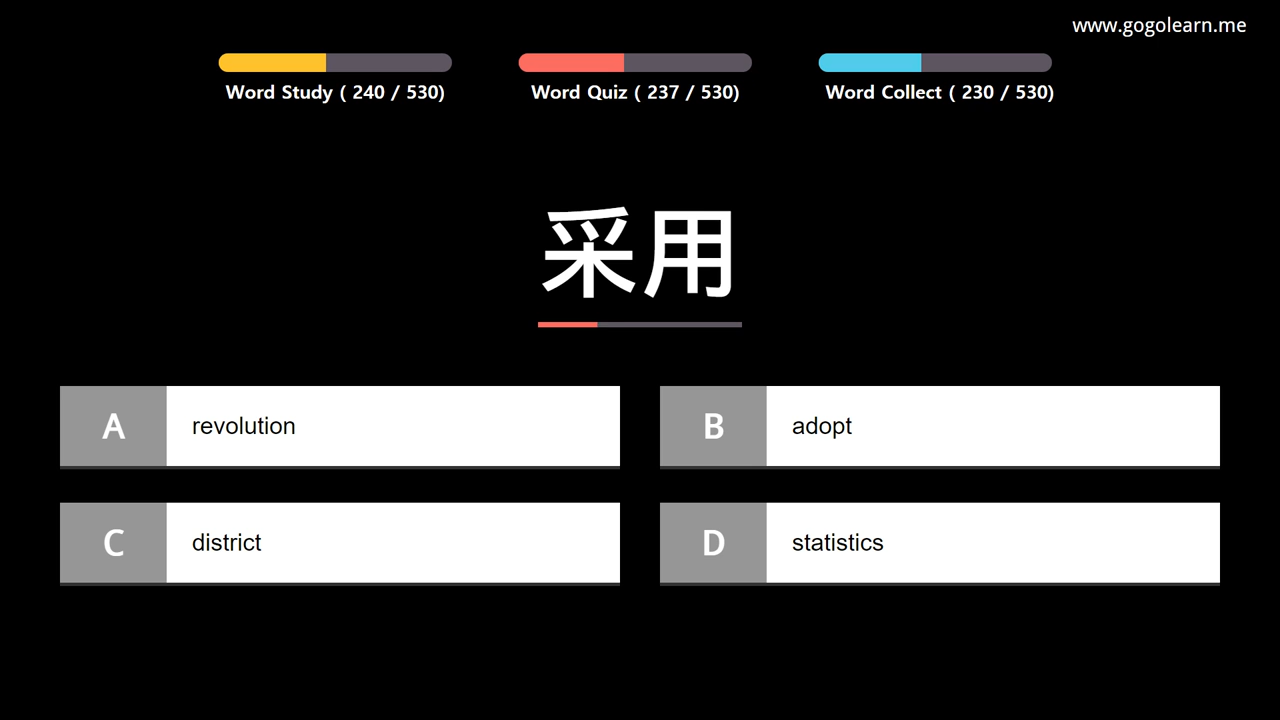 www.gogolearn.me
Word Study ( 240 / 530)
Word Quiz ( 237 / 530)
Word Collect ( 230 / 530)
采用
A revolution
B adopt
C district
D statistics